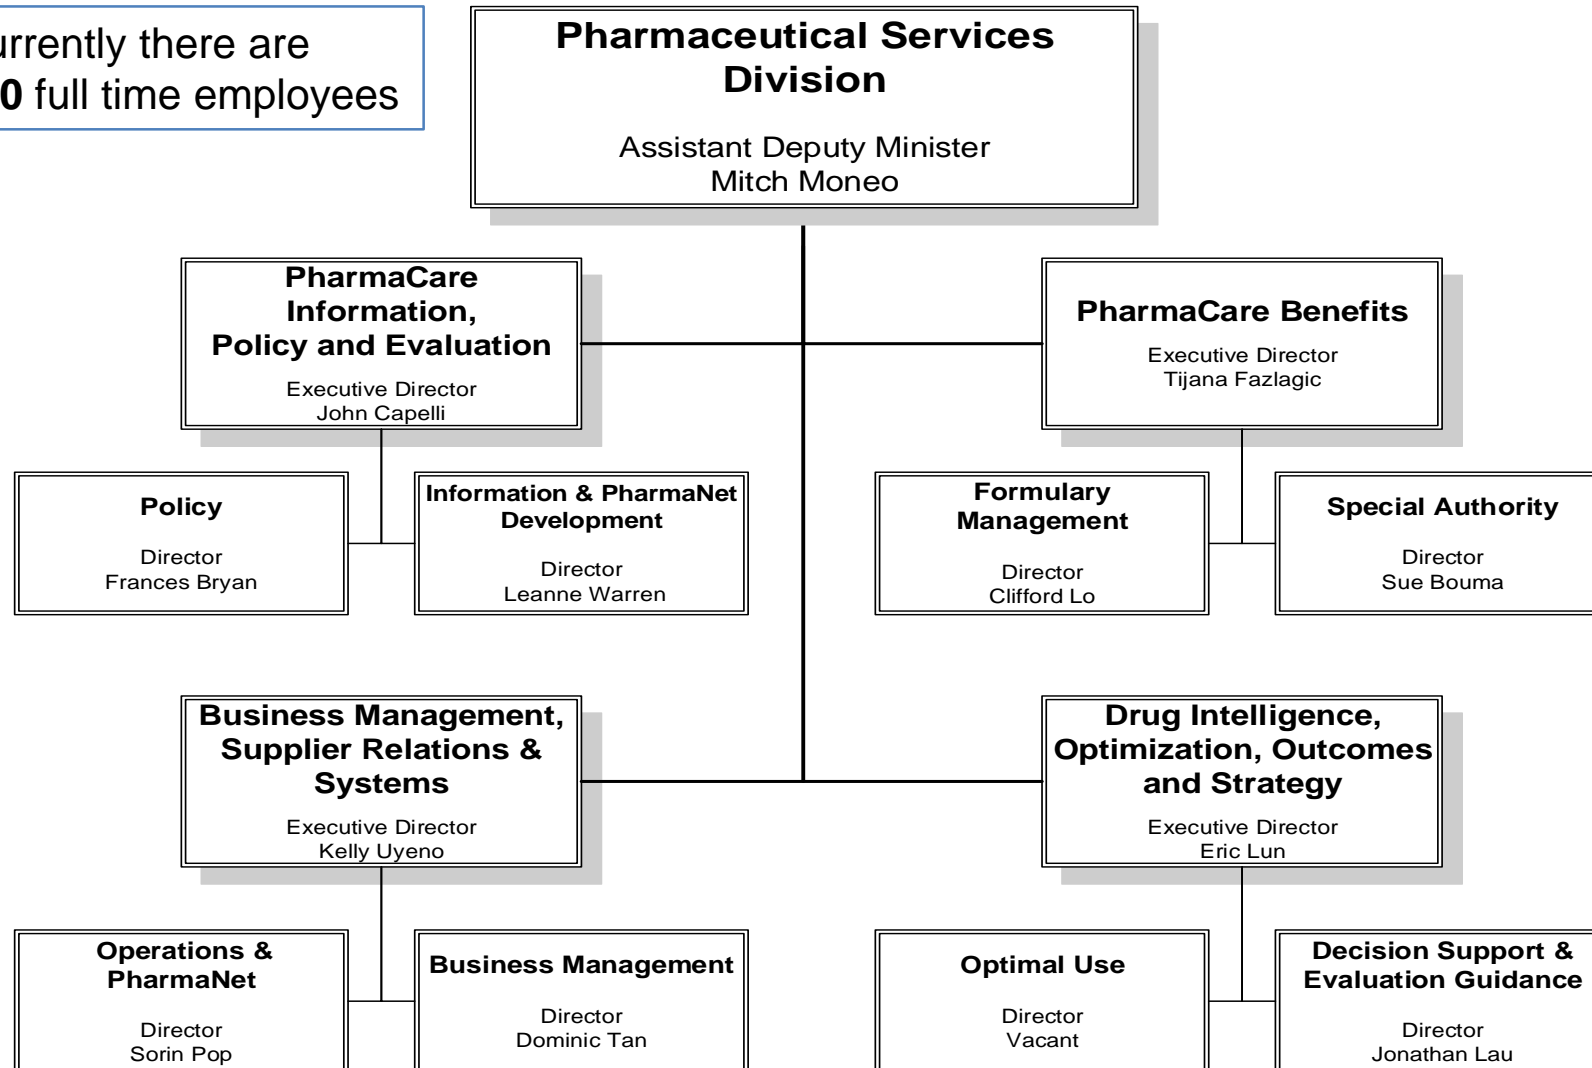 there are
full time employees
Pharmaceutical Services
Division
Assistant Deputy Minister
Mitch Moneo
PharmaCare
Information,
Policy and Evaluation
Executive Director
John Capelli
PharmaCare Benefits
Executive Director
Tijana Fazlagic
Policy
Director
Frances Bryan
Information & PharmaNet
Development
Director
Leanne Warren
Formulary
Management
Director
Clifford Lo
Special Authority
Director
Sue Bouma
Business Management,
Supplier Relations &
Systems
Executive Director
Kelly Uyeno
Drug Intelligence,
Optimization, Outcomes
and Strategy
Executive Director
Eric Lun
Operations &
PharmaNet
Director
Sorin Pop
Business Management
Director
Dominic Tan
Optimal Use
Director
Vacant
Decision Support &
Evaluation Guidance
Director
Jonathan Lau